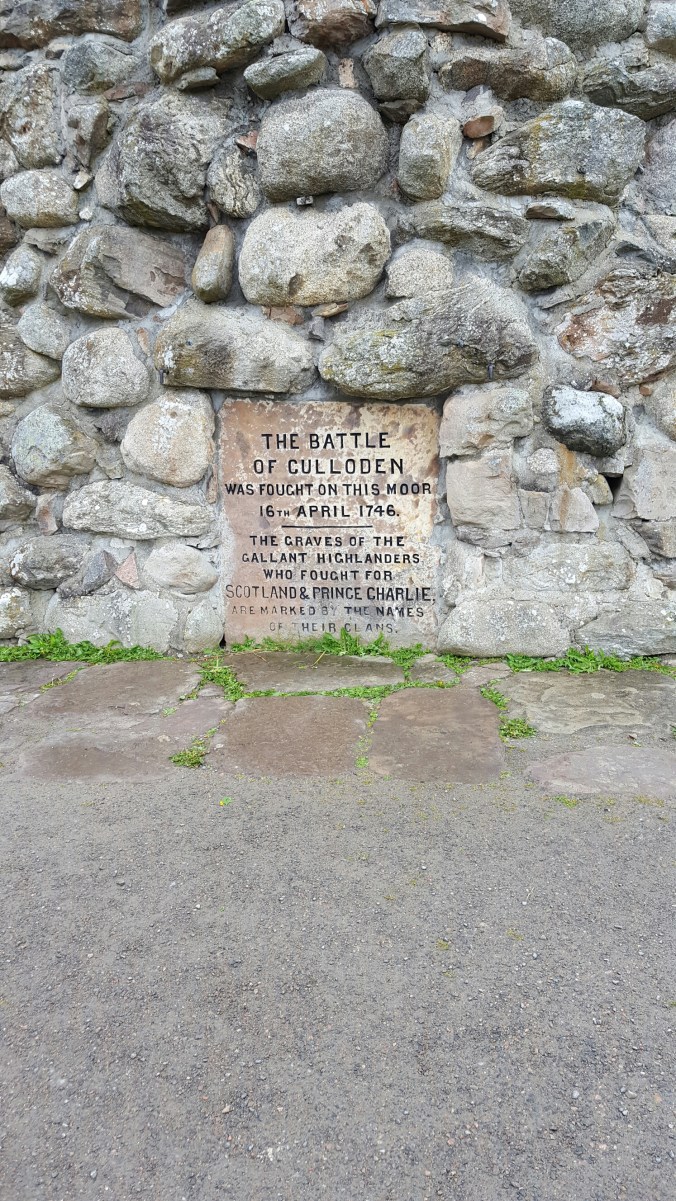 THE BATTLE
OF CULLODEN
WAS FOUGHT ON THIS MOOR
16TH APRIL 1746.
THE GRAVES OF THE
GALLANT HIGHLANDERS
WHO FOUGHT FOR
SCOTLAND & PRINCE CHARLIE,
ARE MARKED BY THE NAMES
OF THEIR CLANS.